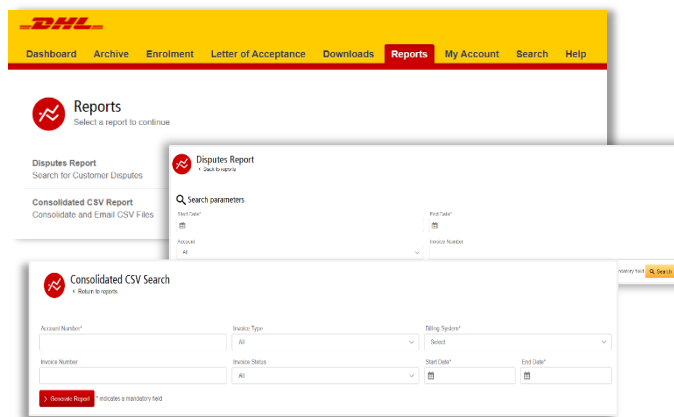 DHL
Dashboard Archive Enrolment Letter of Acceptance Downloads Reports My Account Search Help
Reports
Select a report to continue
Disputes Report
Search for Customer Disputes
Consolidated CSV Report
Consolidate and Email CSV Files
Disputes Report
< Back to reports
Search parameters
Start Date* End Date*
Account Invoice Number
All
datory field Search
Consolidated CSV Search
< Return to reports
Account Number* Invoice Type Billing System*
All Select
Invoice Number Invoice Status Start Date* End Date*
All
> Generate Report * indicates a mandatory field